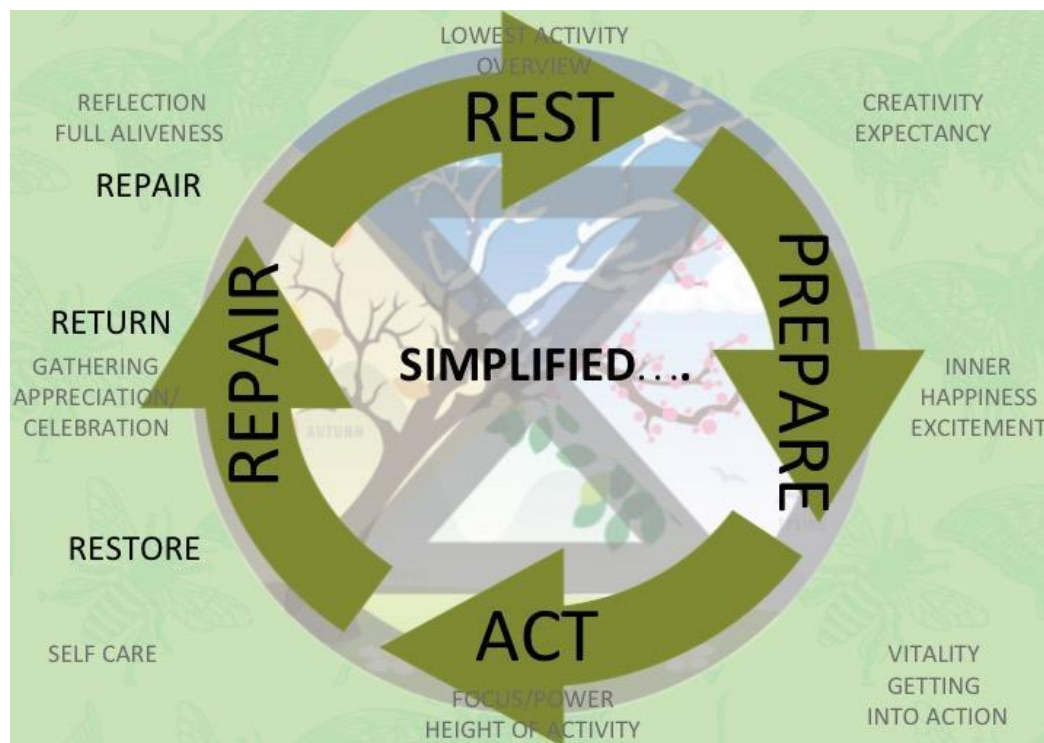 LOWEST ACTIVITY
OVERVIEW
REST
REFLECTION
FULL ALIVENESS
CREATIVITY
EXPECTANCY
REPAIR
PREPARE
REPAIR
RETURN
GATHERING
APPRECIATION/
CELEBRATION
SIMPLIFIED.…
INNER
HAPPINESS
EXCITEMENT
AUTUMN
RESTORE
ACT
SELF CARE
FOCUS/POWER
HEIGHT OF ACTIVITY
VITALITY
GETTING
INTO ACTION